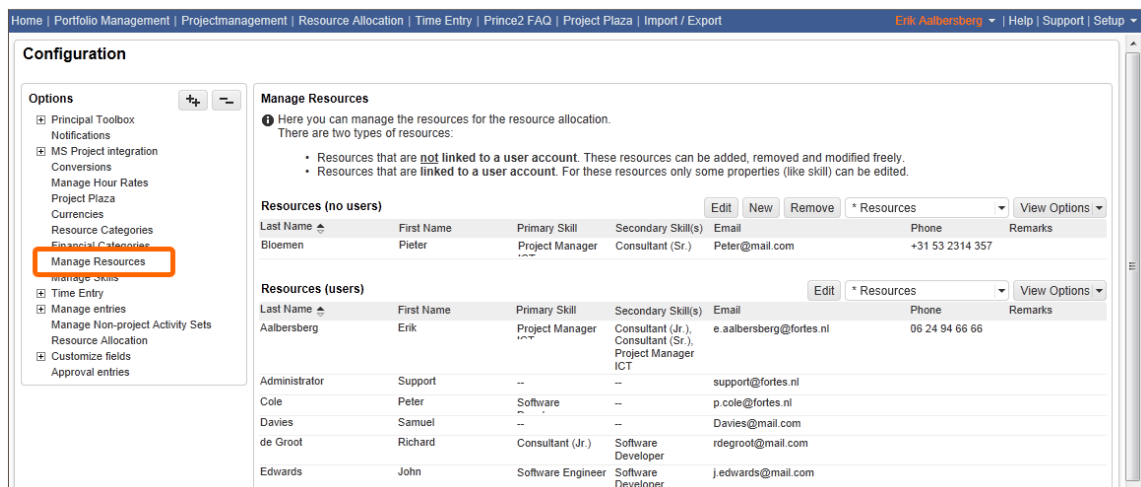 Home | Portfolio Management | Projectmanagement | Resource Allocation | Time Entry | Prince2 FAQ | Project Plaza | Import / Export Erik Aalbersberg | Help | Support | Setup
Configuration
Options
Principal Toolbox
Notifications
MS Project integration
Conversions
Manage Hour Rates
Project Plaza
Currencies
Resource Categories
Financial Categories
Manage Resources
Manage Skills
Time Entry
Manage entries
Manage Non-project Activity Sets
Resource Allocation
Customize fields
Approval entries
Manage Resources
Here you can manage the resources for the resource allocation.
There are two types of resources:
• Resources that are not linked to a user account. These resources can be added, removed and modified freely.
• Resources that are linked to a user account. For these resources only some properties (like skill) can be edited.
Resources (no users) Edit New Remove * Resources View Options
Last Name First Name Primary Skill Secondary Skill(s) Email Phone Remarks
Bloemen Pieter Project Manager Consultant (Sr.) Peter@mail.com +31 53 2314 357
Resources (users) Edit * Resources View Options
Last Name First Name Primary Skill Secondary Skill(s) Email Phone Remarks
Aalbersberg Erik Project Manager Consultant (Jr.), e.aalbersberg@fortes.nl 06 24 94 66 66
Consultant (Sr.),
Project Manager
ICT
Administrator Support -- -- support@fortes.nl
Cole Peter Software -- p.cole@fortes.nl
Davies Samuel -- -- Davies@mail.com
de Groot Richard Consultant (Jr.) Software rdegroot@mail.com
Developer
Edwards John Software Engineer Software j.edwards@mail.com
Developer